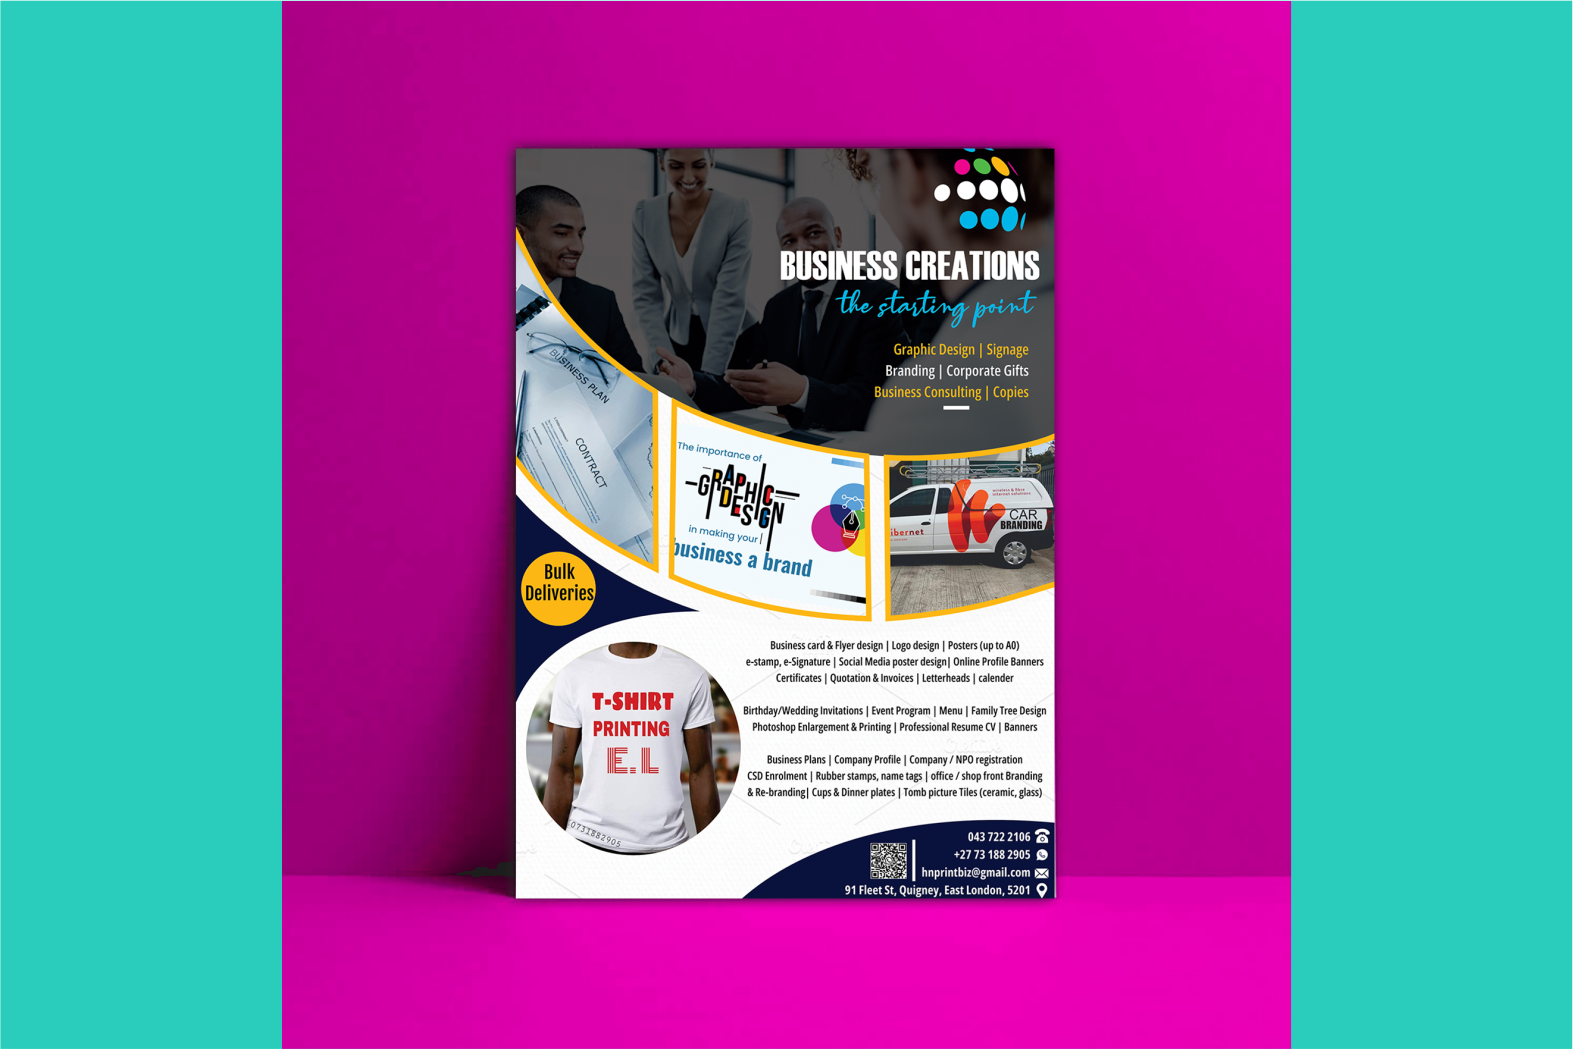 BUSINESS CREATIONS
the starting point
Graphic Design | Signage
Branding | Corporate Gifts
Business Consulting | Copies
BUSINESS PLAN
CONTRACT
The importance of
GRAPHIC
DESIGN
in making your|
business a brand
wireless & fibre
internet solutions
CAR
BRANDING
ibernet
Bulk
Deliveries
T-SHIRT
PRINTING
E.L
0731882905
Business card & Flyer design | Logo design | Posters (up to A0)
e-stamp, e-Signature | Social Media poster design| Online Profile Banners
Certificates | Quotation & Invoices | Letterheads | calender
Birthday/Wedding Invitations | Event Program | Menu | Family Tree Design
Photoshop Enlargement & Printing | Professional Resume CV | Banners
Business Plans | Company Profile | Company / NPO registration
CSD Enrolment | Rubber stamps, name tags | office / shop front Branding
& Re-branding| Cups & Dinner plates | Tomb picture Tiles (ceramic, glass)
043 722 2106
+27 73 188 2905
hnprintbiz@gmail.com
91 Fleet St, Quigney, East London, 5201